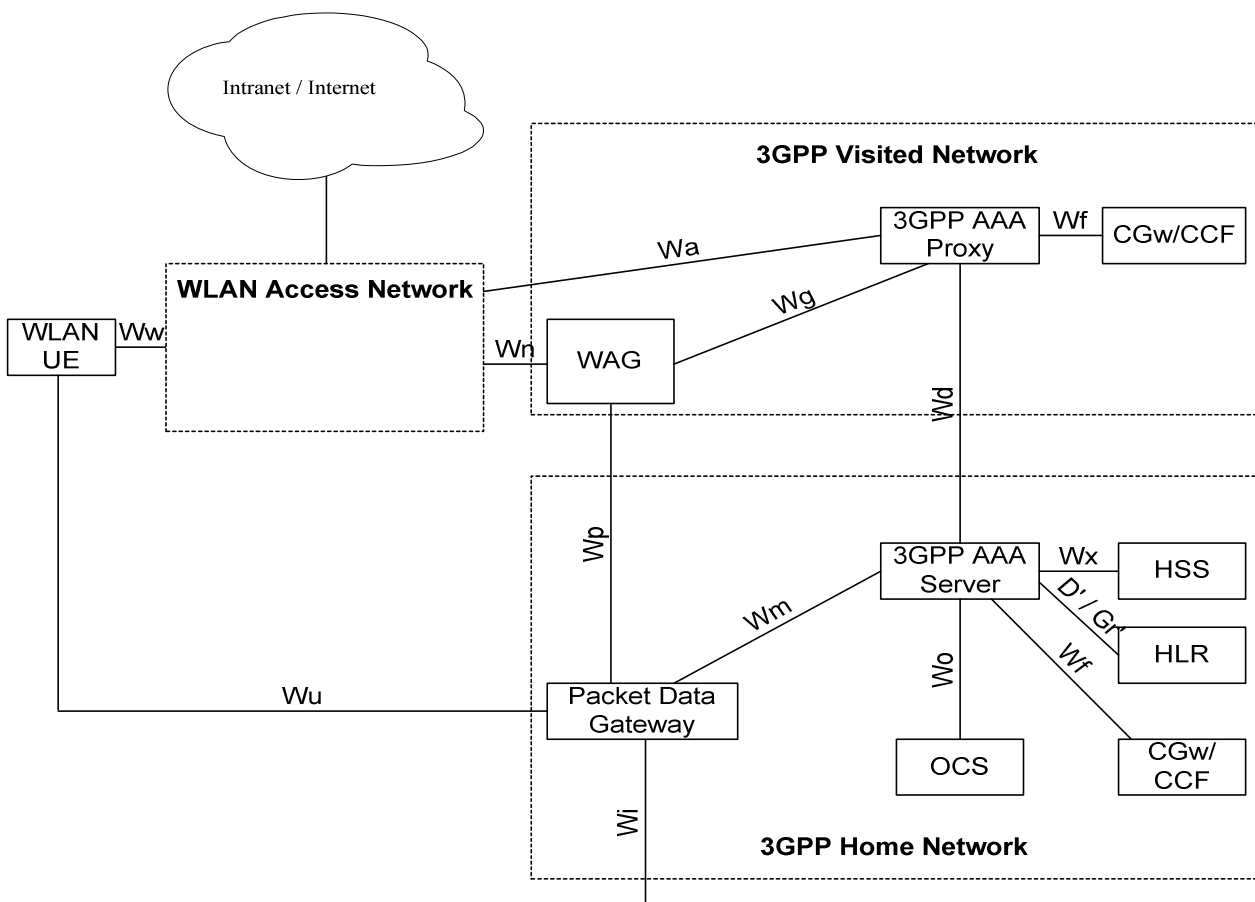 Intranet / Internet
3GPP Visited Network
3GPP AAA
Proxy
Wf
CGw/CCF
Wa
WLAN Access Network
Wg
WLAN
UE
Ww
Wn
WAG
Wd
Wp
3GPP AAA
Server
Wx
HSS
D' / Gr'
HLR
Wm
Wo
Wf
Wu
Packet Data
Gateway
OCS
CGw/
CCF
Wi
3GPP Home Network